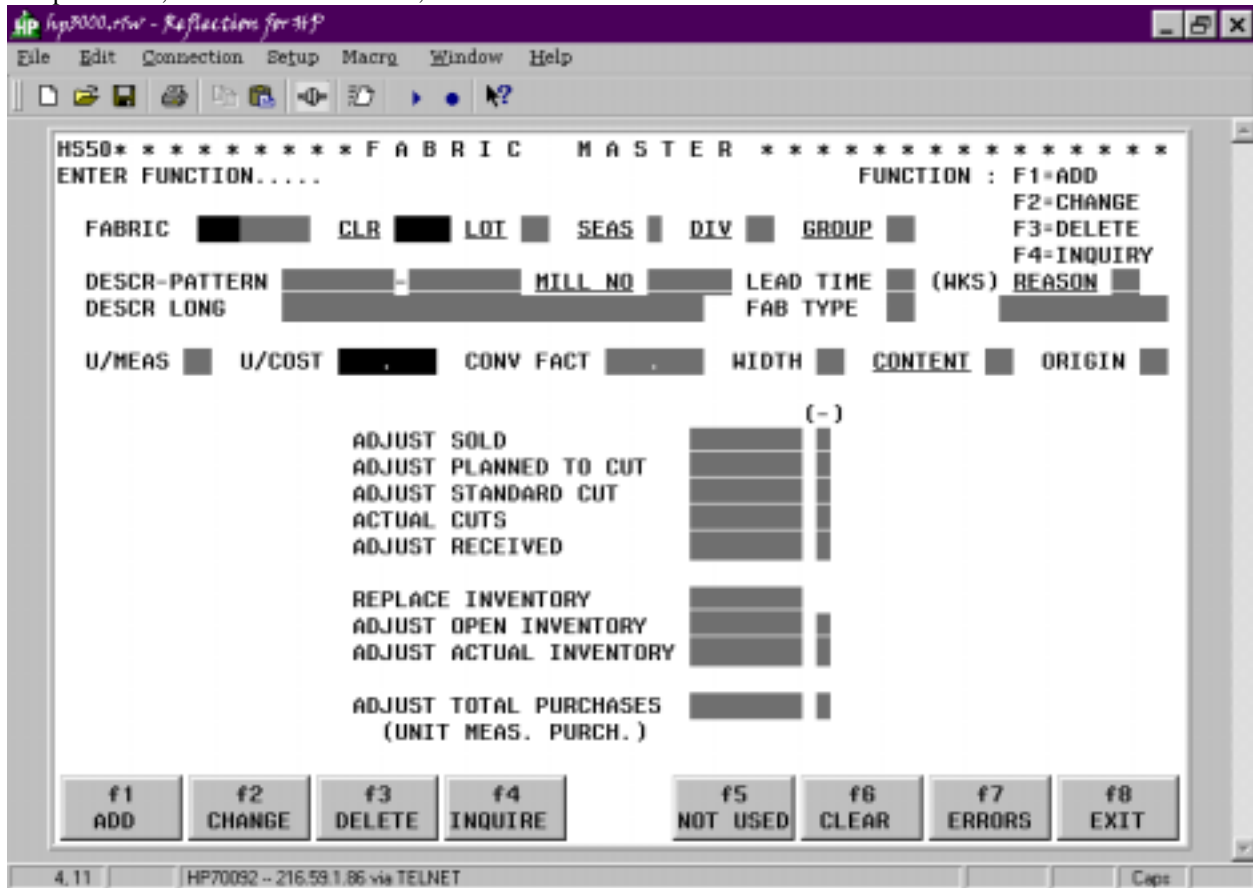 hp3000.rsw - Reflection for HP
File Edit Connection Setup Macro Window Help
HS50* * * * * * * * * F A B R I C M A S T E R * * * * * * * * * * * * * * *
ENTER FUNCTION..... FUNCTION : F1=ADD
F2=CHANGE
FABRIC CLR LOT SEAS DIV GROUP F3=DELETE
F4=INQUIRY
DESCR-PATTERN - MILL NO LEAD TIME (WKS) REASON
DESCR LONG FAB TYPE
U/MEAS U/COST . CONV FACT . WIDTH CONTENT ORIGIN
(-)
ADJUST SOLD
ADJUST PLANNED TO CUT
ADJUST STANDARD CUT
ACTUAL CUTS
ADJUST RECEIVED
REPLACE INVENTORY
ADJUST OPEN INVENTORY
ADJUST ACTUAL INVENTORY
ADJUST TOTAL PURCHASES
(UNIT MEAS. PURCH.)
f1 f2 f3 f4 f5 f6 f7 f8
ADD CHANGE DELETE INQUIRE NOT USED CLEAR ERRORS EXIT
4, 11 HP70092 -- 216.59.1.86 via TELNET Caps